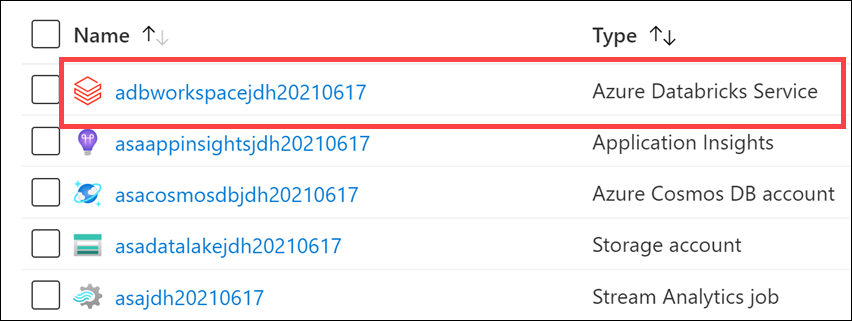 Name ↑↓ Type ↑↓
adbworkspacejdh20210617 Azure Databricks Service
asaappinsightsjdh20210617 Application Insights
asacosmosdbjdh20210617 Azure Cosmos DB account
asadatalakejdh20210617 Storage account
asajdh20210617 Stream Analytics job